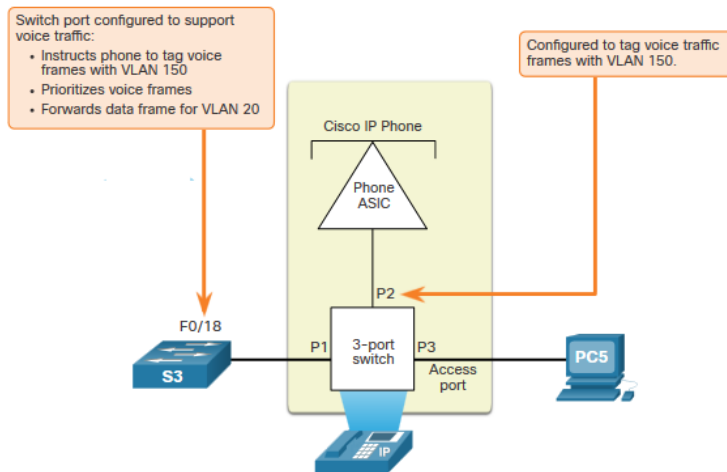 Switch port configured to support
voice traffic:
• Instructs phone to tag voice
frames with VLAN 150
• Prioritizes voice frames
• Forwards data frame for VLAN 20
Configured to tag voice traffic
frames with VLAN 150.
Cisco IP Phone
Phone
ASIC
P2
F0/18
P1
3-port
switch
P3
Access
port
S3
PC5
IP